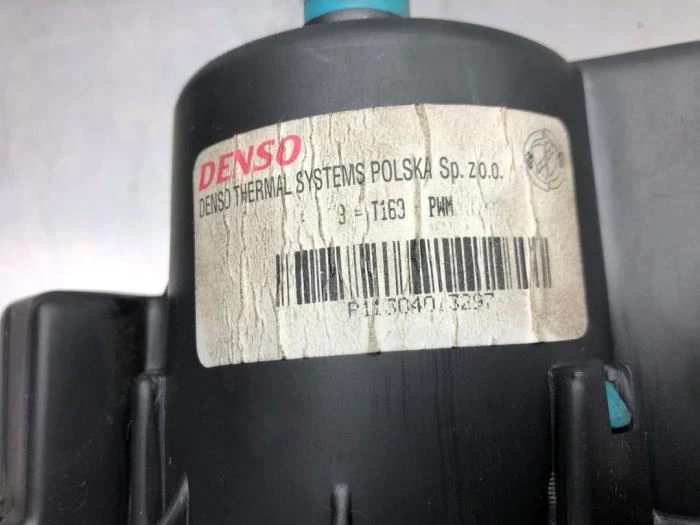 DENSO
DENSO THERMAL SYSTEMS POLSKA Sp. z o.o.
T163 PWM